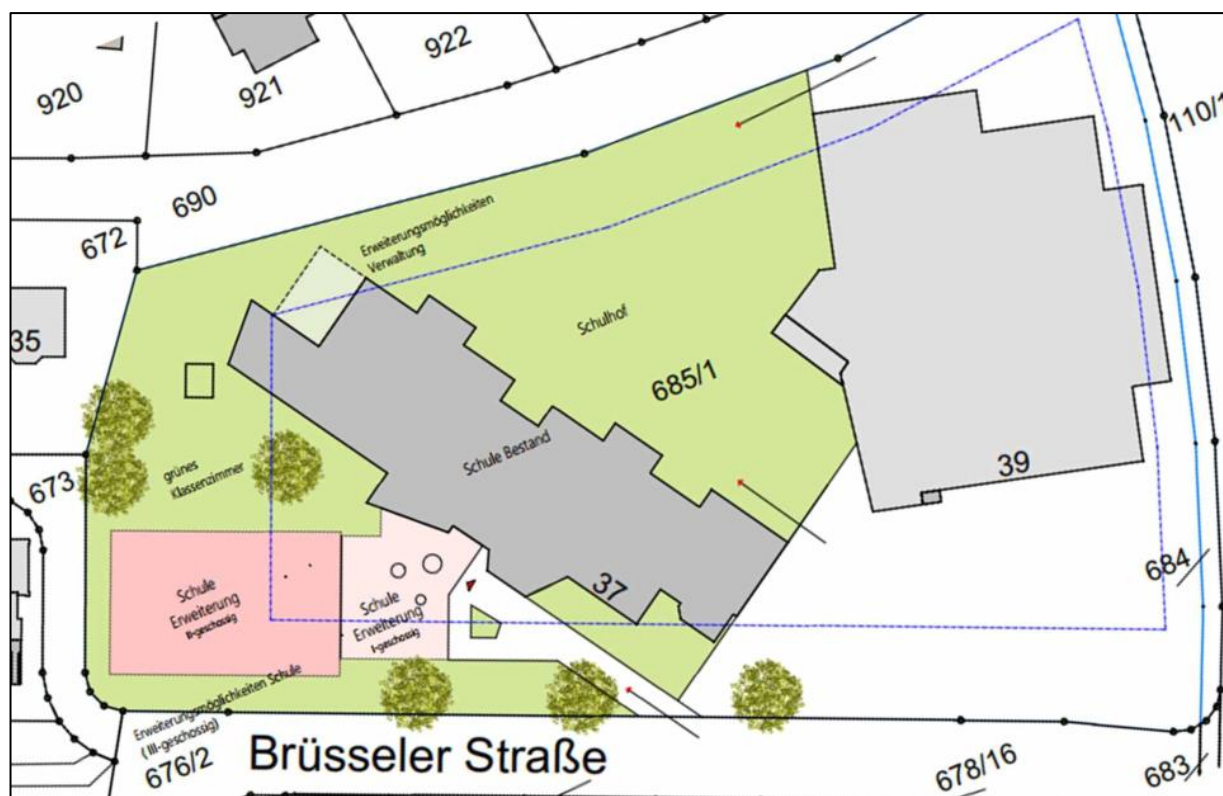 922
920
921
110/1
690
672
Erweiterungsmöglichkeiten
Verwaltung
Schulhof
35
685/1
Schule Bestand
39
grünes
Klassenzimmer
673
684
37
Schule
Erweiterung
II-geschossig
Schule
Erweiterung
I-geschossig
Erweiterungsmöglichkeiten Schule
( III-geschossig)
676/2
Brüsseler Straße
678/16
683